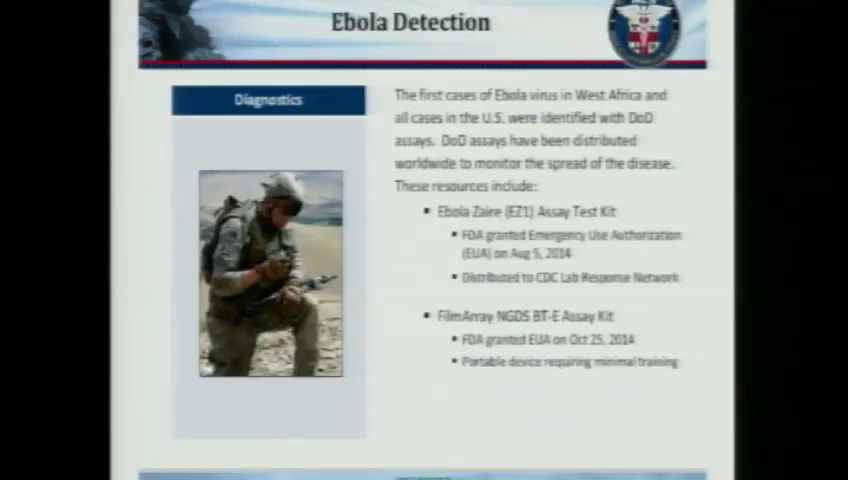 Ebola Detection
Diagnostics
The first cases of Ebola virus in West Africa and
all cases in the U.S. were identified with DoD
assays. DoD assays have been distributed
worldwide to monitor the spread of the disease.
These resources include:
▪ Ebola Zaire (EZ1) Assay Test Kit
▪ FDA granted Emergency Use Authorization
(EUA) on Aug 5, 2014
▪ Distributed to CDC Lab Response Network
▪ FilmArray NGDS BT-E Assay Kit
▪ FDA granted EUA on Oct 25, 2014
▪ Portable device requiring minimal training